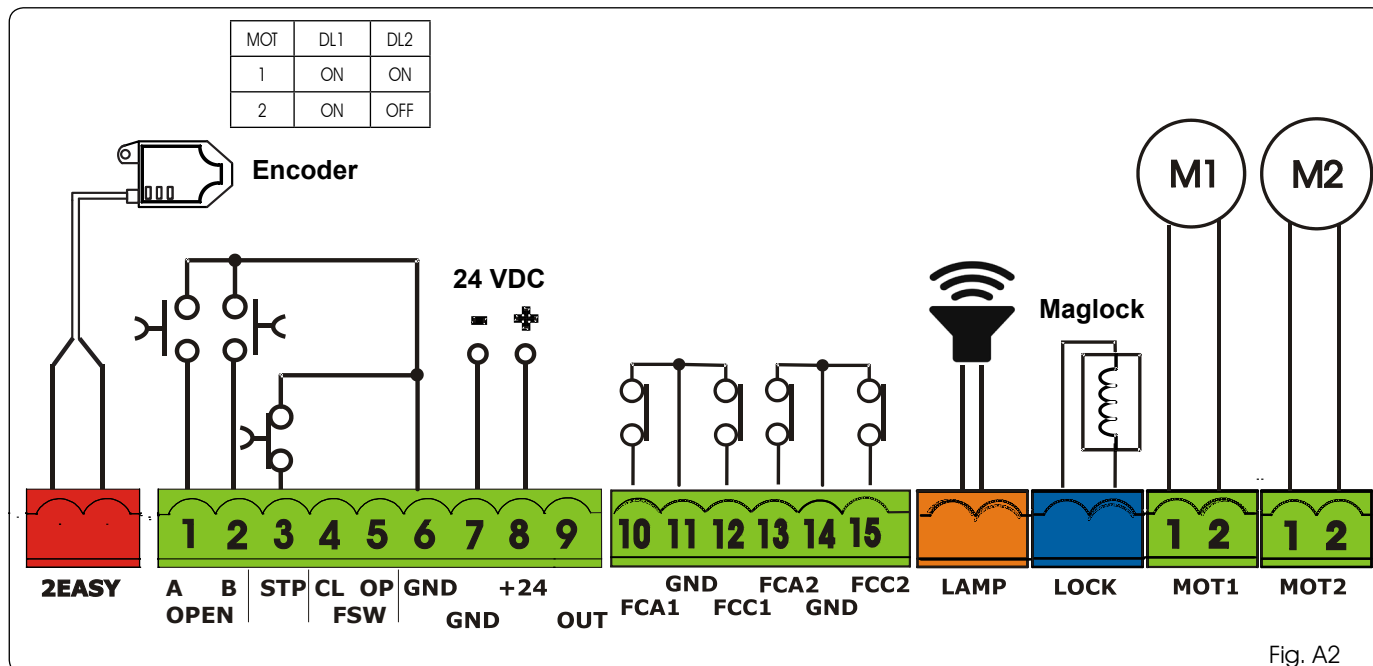 MOT DL1 DL2
1 ON ON
2 ON OFF
Encoder
24 VDC
- +
M1 M2
Maglock
1 2 3 4 5 6 7 8 9 10 11 12 13 14 15 1 2 1 2
2EASY A B STP CL OP GND +24 GND FCA2 FCC2 LAMP LOCK MOT1 MOT2
OPEN FSW GND OUT FCA1 FCC1 GND
Fig. A2